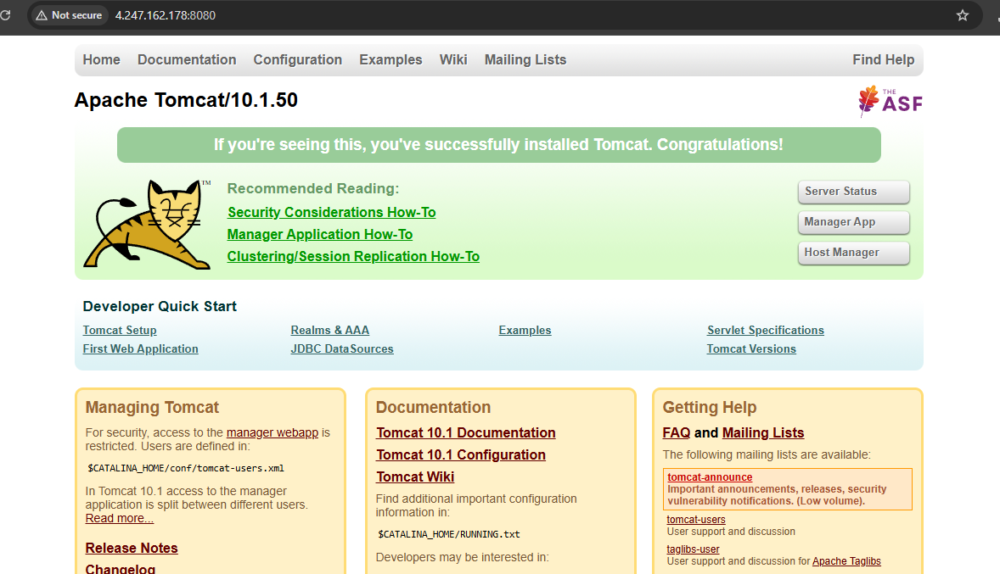 Not secure 4.247.162.178:8080
Home Documentation Configuration Examples Wiki Mailing Lists Find Help
Apache Tomcat/10.1.50
THE
ASF
If you're seeing this, you've successfully installed Tomcat. Congratulations!
TM
Recommended Reading:
Security Considerations How-To
Manager Application How-To
Clustering/Session Replication How-To
Server Status
Manager App
Host Manager
Developer Quick Start
Tomcat Setup Realms & AAA Examples Servlet Specifications
First Web Application JDBC DataSources Tomcat Versions
Managing Tomcat
For security, access to the manager webapp is
restricted. Users are defined in:
$CATALINA_HOME/conf/tomcat-users.xml
In Tomcat 10.1 access to the manager
application is split between different users.
Read more...
Release Notes
Changelog
Documentation
Tomcat 10.1 Documentation
Tomcat 10.1 Configuration
Tomcat Wiki
Find additional important configuration
information in:
$CATALINA_HOME/RUNNING.txt
Developers may be interested in:
Getting Help
FAQ and Mailing Lists
The following mailing lists are available:
tomcat-announce
Important announcements, releases, security
vulnerability notifications. (Low volume).
tomcat-users
User support and discussion
taglibs-user
User support and discussion for Apache Taglibs